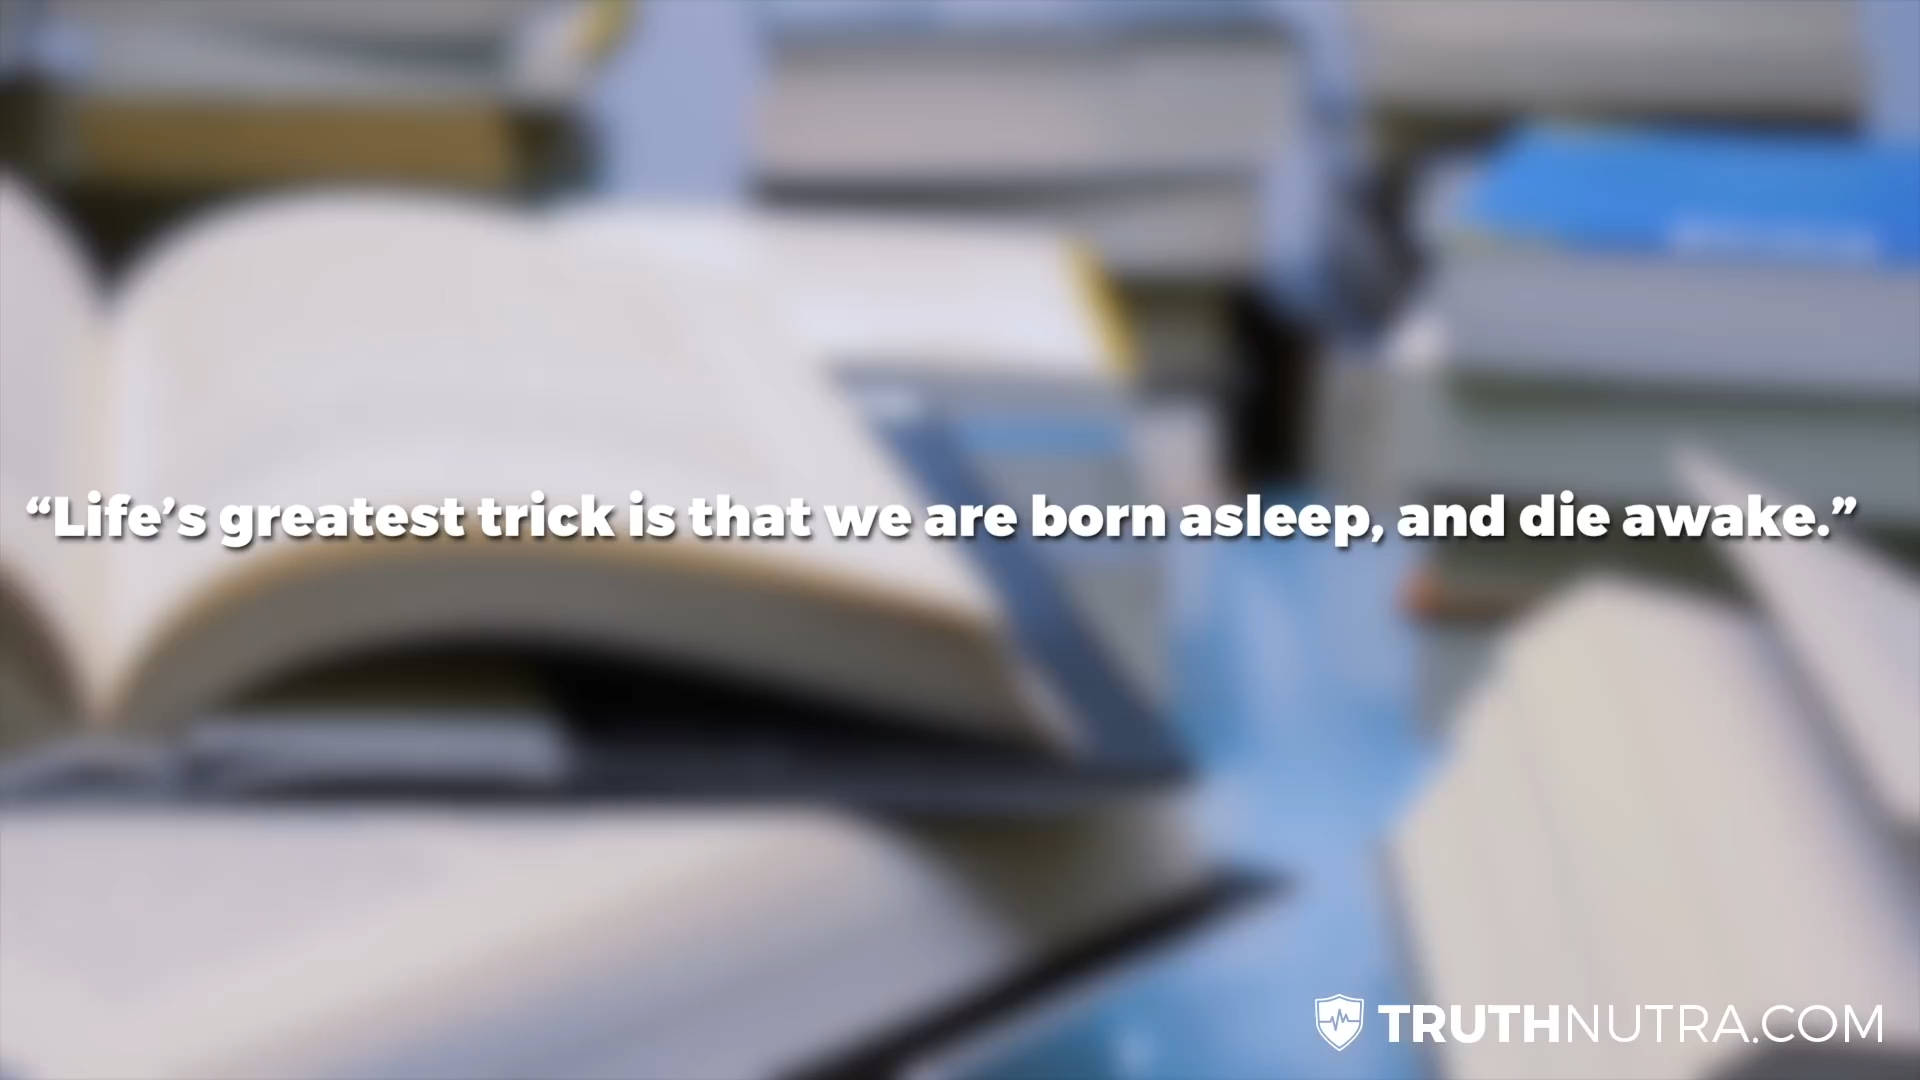 “Life’s greatest trick is that we are born asleep, and die awake.”
TRUTHNUTRA.COM